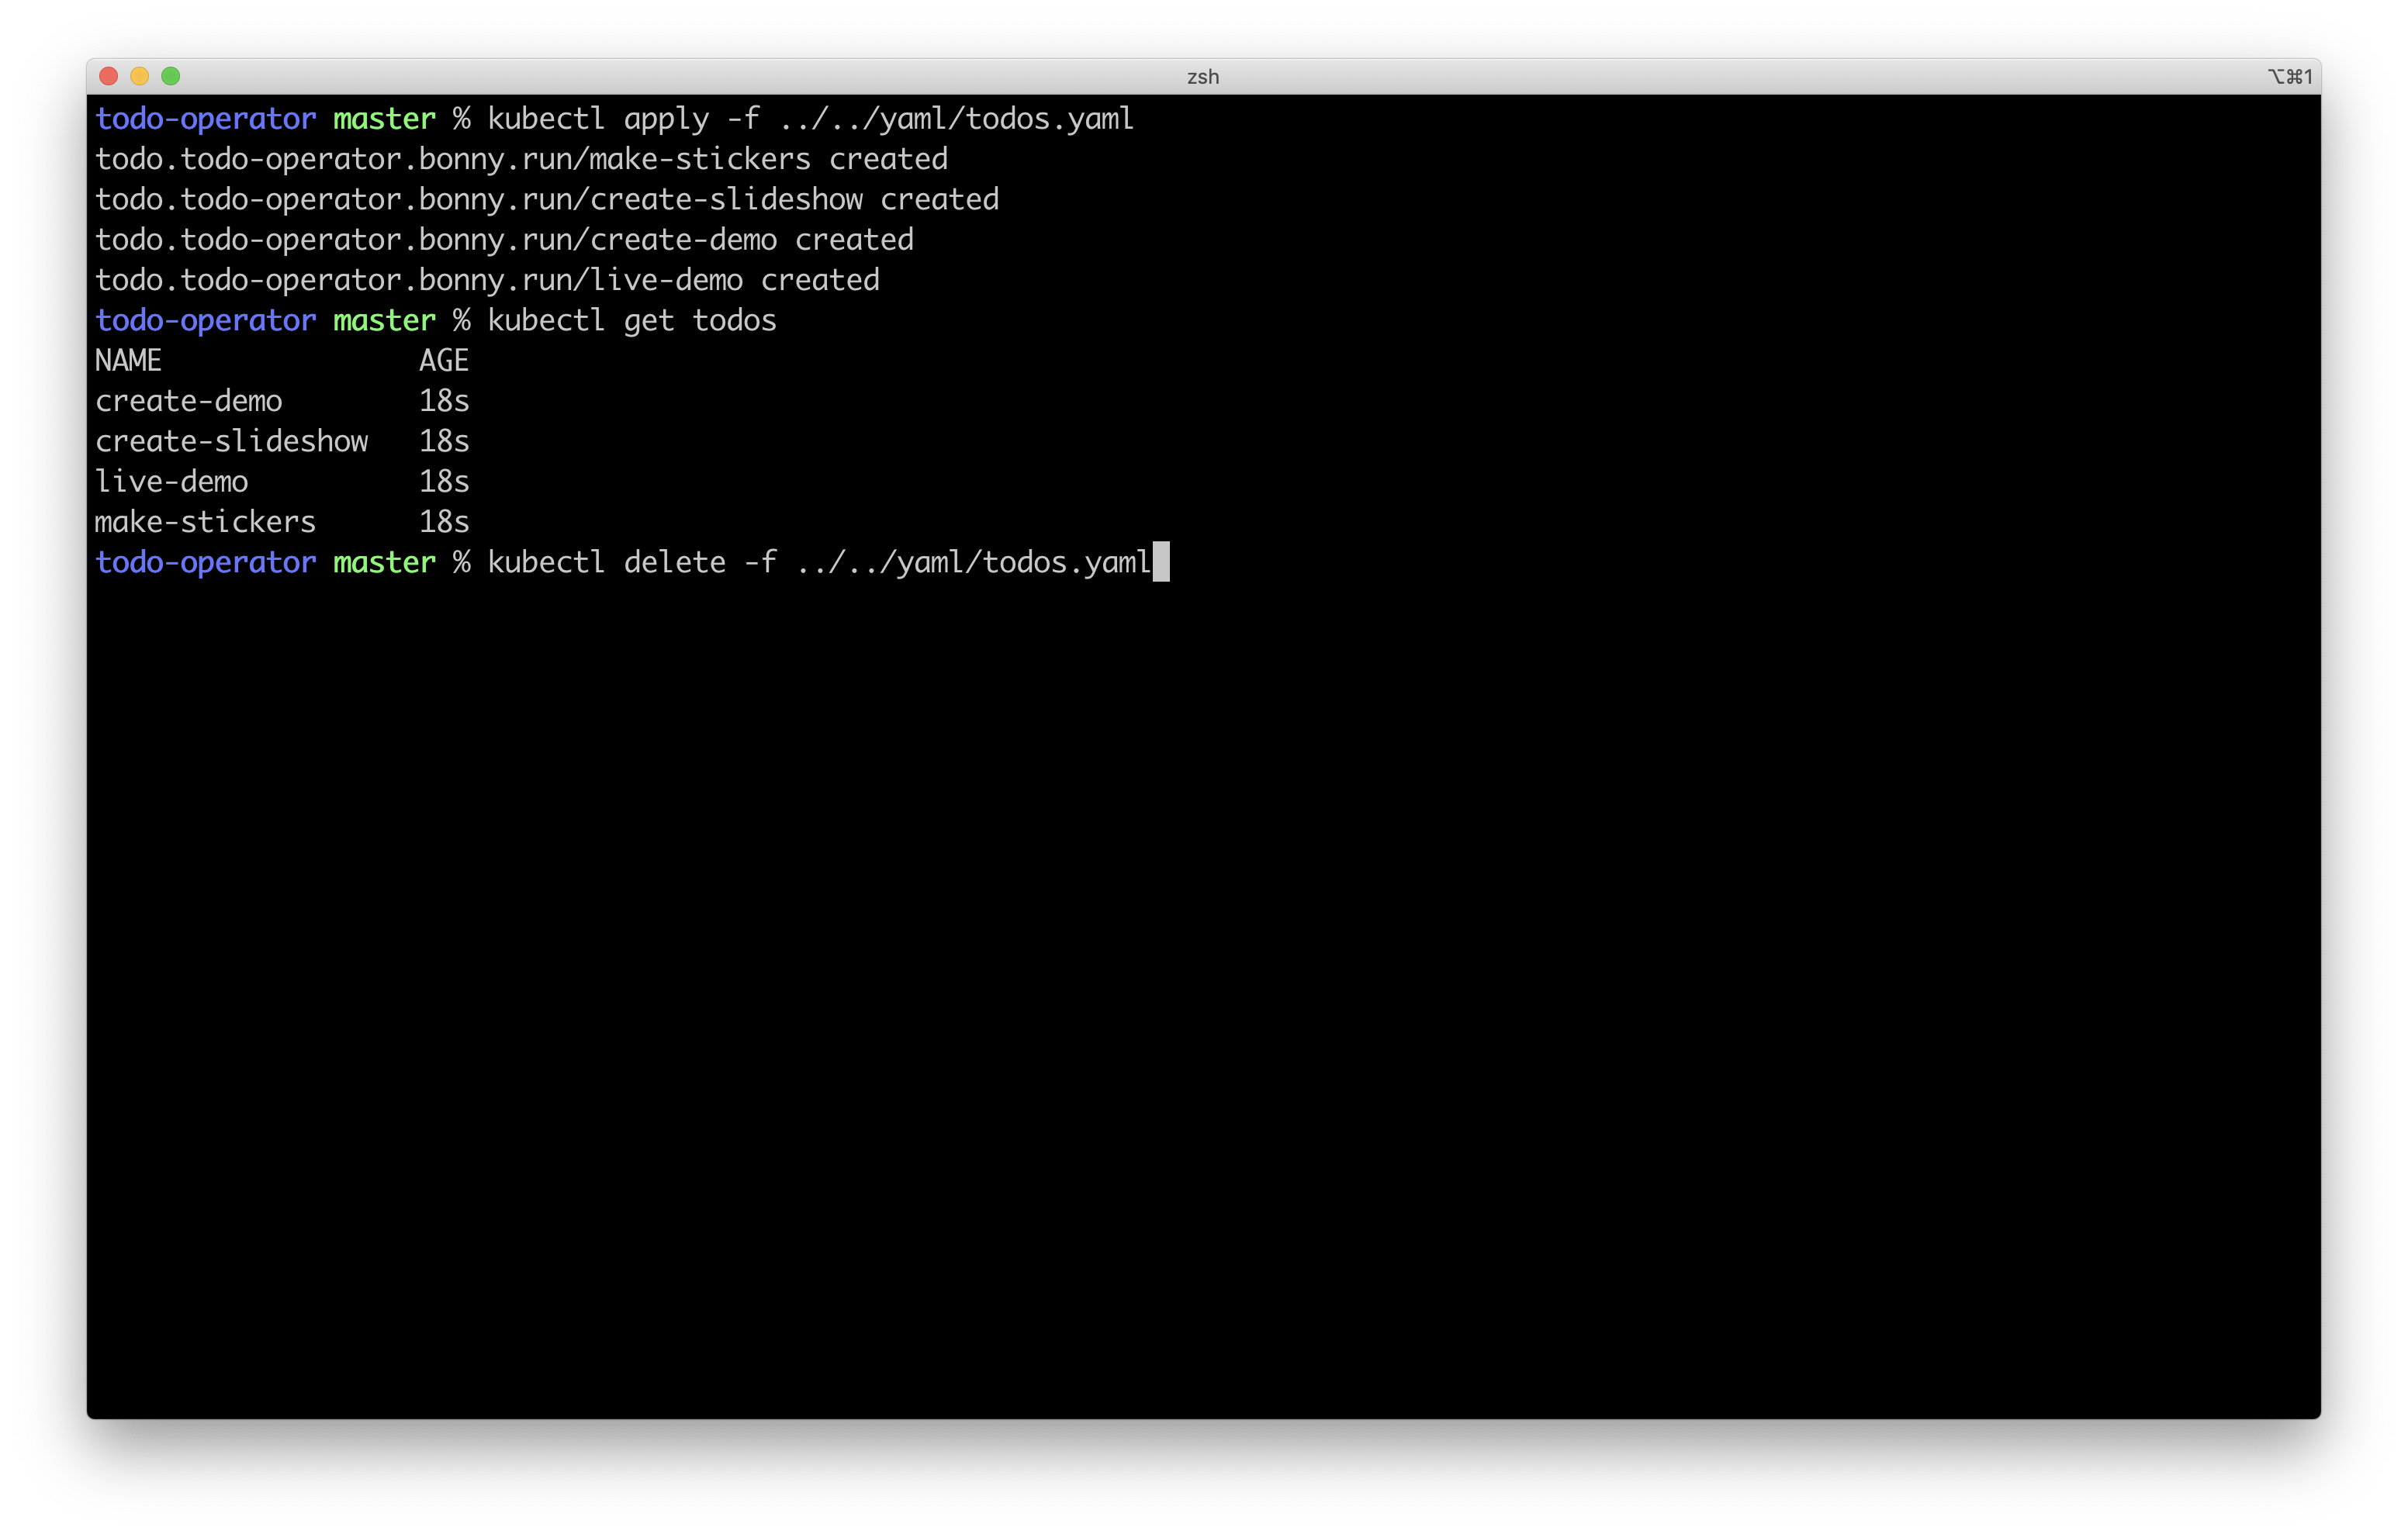 zsh
⌥⌘1
todo-operator master % kubectl apply -f ../../yaml/todos.yaml
todo.todo-operator.bonny.run/make-stickers created
todo.todo-operator.bonny.run/create-slideshow created
todo.todo-operator.bonny.run/create-demo created
todo.todo-operator.bonny.run/live-demo created
todo-operator master % kubectl get todos
NAME               AGE
create-demo        18s
create-slideshow   18s
live-demo          18s
make-stickers      18s
todo-operator master % kubectl delete -f ../../yaml/todos.yaml